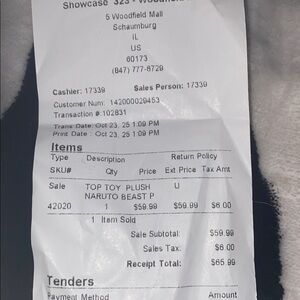 Showcase 323 - Woodfield
5 Woodfield Mall
Schaumburg
IL
US
60173
(847) 777-6729
Cashier: 17339 Sales Person: 17339
Customer Num: 142000029453
Transaction #:102831
Trans Date: Oct 23, 25 1:09 PM
Print Date: Oct 23, 25 1:09 PM
Items
Type Description Return Policy
SKU# Qty Price Ext Price Tax Amt
Sale TOP TOY PLUSH U
NARUTO BEAST P
42020 1 $59.99 $59.99 $6.00
1 Item Sold
Sale Subtotal: $59.99
Sales Tax: $6.00
Receipt Total: $65.99
Tenders
Payment Method Amount